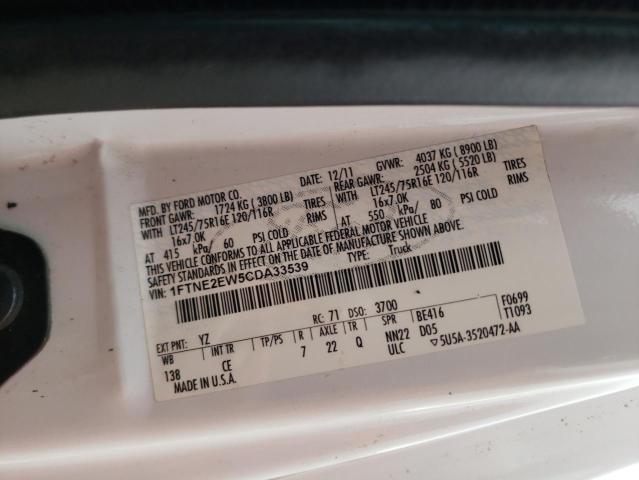 MFD. BY FORD MOTOR CO.
DATE: 12/11 GVWR: 4037 KG ( 8900 LB)
FRONT GAWR: 1724 KG ( 3800 LB) REAR GAWR: 2504 KG ( 5520 LB)
WITH LT245/75R16E 120/116R TIRES WITH LT245/75R16E 120/116R TIRES
16x7.0K RIMS 16x7.0K RIMS
AT 415 kPa/ 60 PSI COLD AT 550 kPa/ 80 PSI COLD
THIS VEHICLE CONFORMS TO ALL APPLICABLE FEDERAL MOTOR VEHICLE
SAFETY STANDARDS IN EFFECT ON THE DATE OF MANUFACTURE SHOWN ABOVE.
VIN: 1FTNE2EW5CDA33539 TYPE: Truck
EXT PNT: YZ RC: 71 DSO: 3700 F0699
WB INT TR TP/PS R AXLE TR SPR BE416 T1093
138 CE 7 22 Q NN22 D05
MADE IN U.S.A. ULC ▽5U5A-3520472-AA